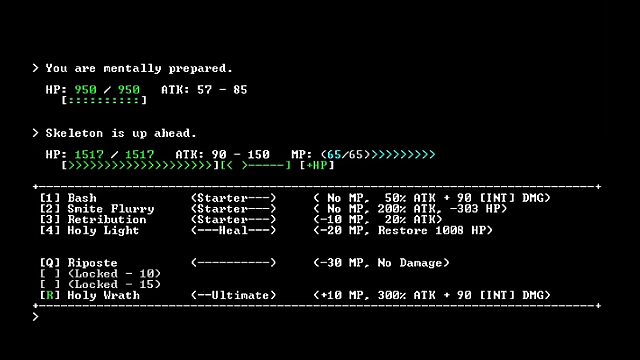 > You are mentally prepared.
HP: 950 / 950 ATK: 57 - 85
[::::::::::]
> Skeleton is up ahead.
HP: 1517 / 1517 ATK: 90 - 150 MP: (65/65)>>>>>>>>>>
[>>>>>>>>>>>>>>>>>>>>][( )-----] [+HP]
[1] Bash (Starter---) ( No MP, 50% ATK + 90 [INT] DMG)
[2] Smite Flurry (Starter---) ( No MP, 200% ATK, -303 HP)
[3] Retribution (Starter---) (-10 MP, 20% ATK)
[4] Holy Light (---Heal---) (-20 MP, Restore 1008 HP)
[Q] Riposte (----------) (-30 MP, No Damage)
[ ] (Locked - 10)
[ ] (Locked - 15)
[R] Holy Wrath (--Ultimate) (+10 MP, 300% ATK + 90 [INT] DMG)
>